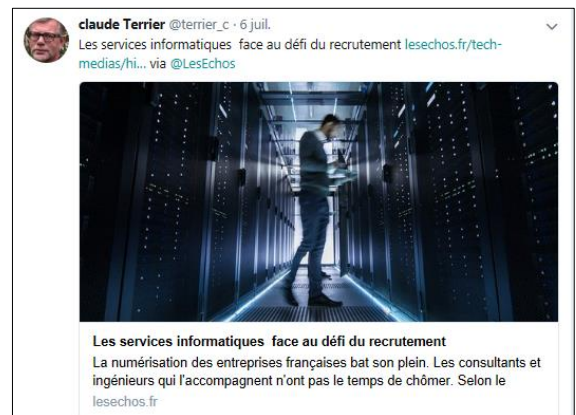 claude Terrier @terrier_c · 6 juil.
Les services informatiques face au défi du recrutement lesechos.fr/tech-
medias/hi... via @LesEchos
Les services informatiques face au défi du recrutement
La numérisation des entreprises françaises bat son plein. Les consultants et
ingénieurs qui l'accompagnent n'ont pas le temps de chômer. Selon le
lesechos.fr